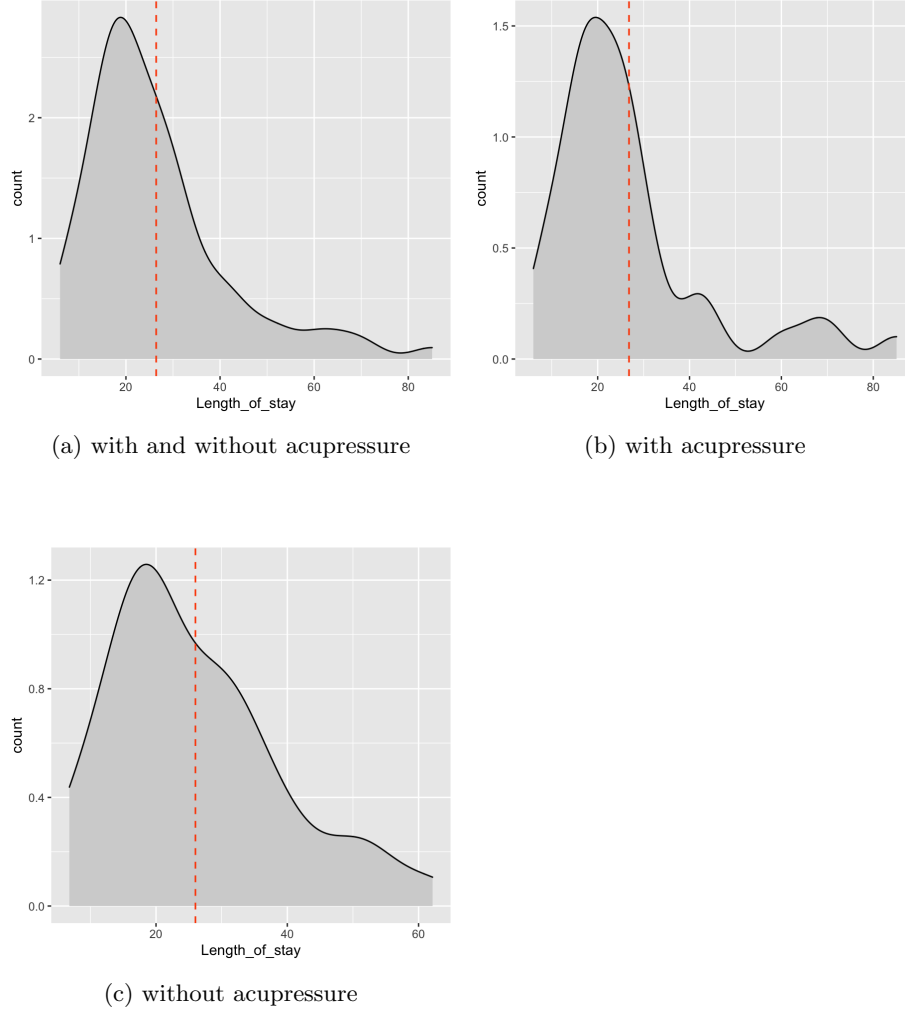 count
2
1
0
20 40 60 80
Length_of_stay
(a) with and without acupressure
count
1.5
1.0
0.5
0.0
20 40 60 80
Length_of_stay
(b) with acupressure
count
1.2
0.8
0.4
0.0
20 40 60
Length_of_stay
(c) without acupressure